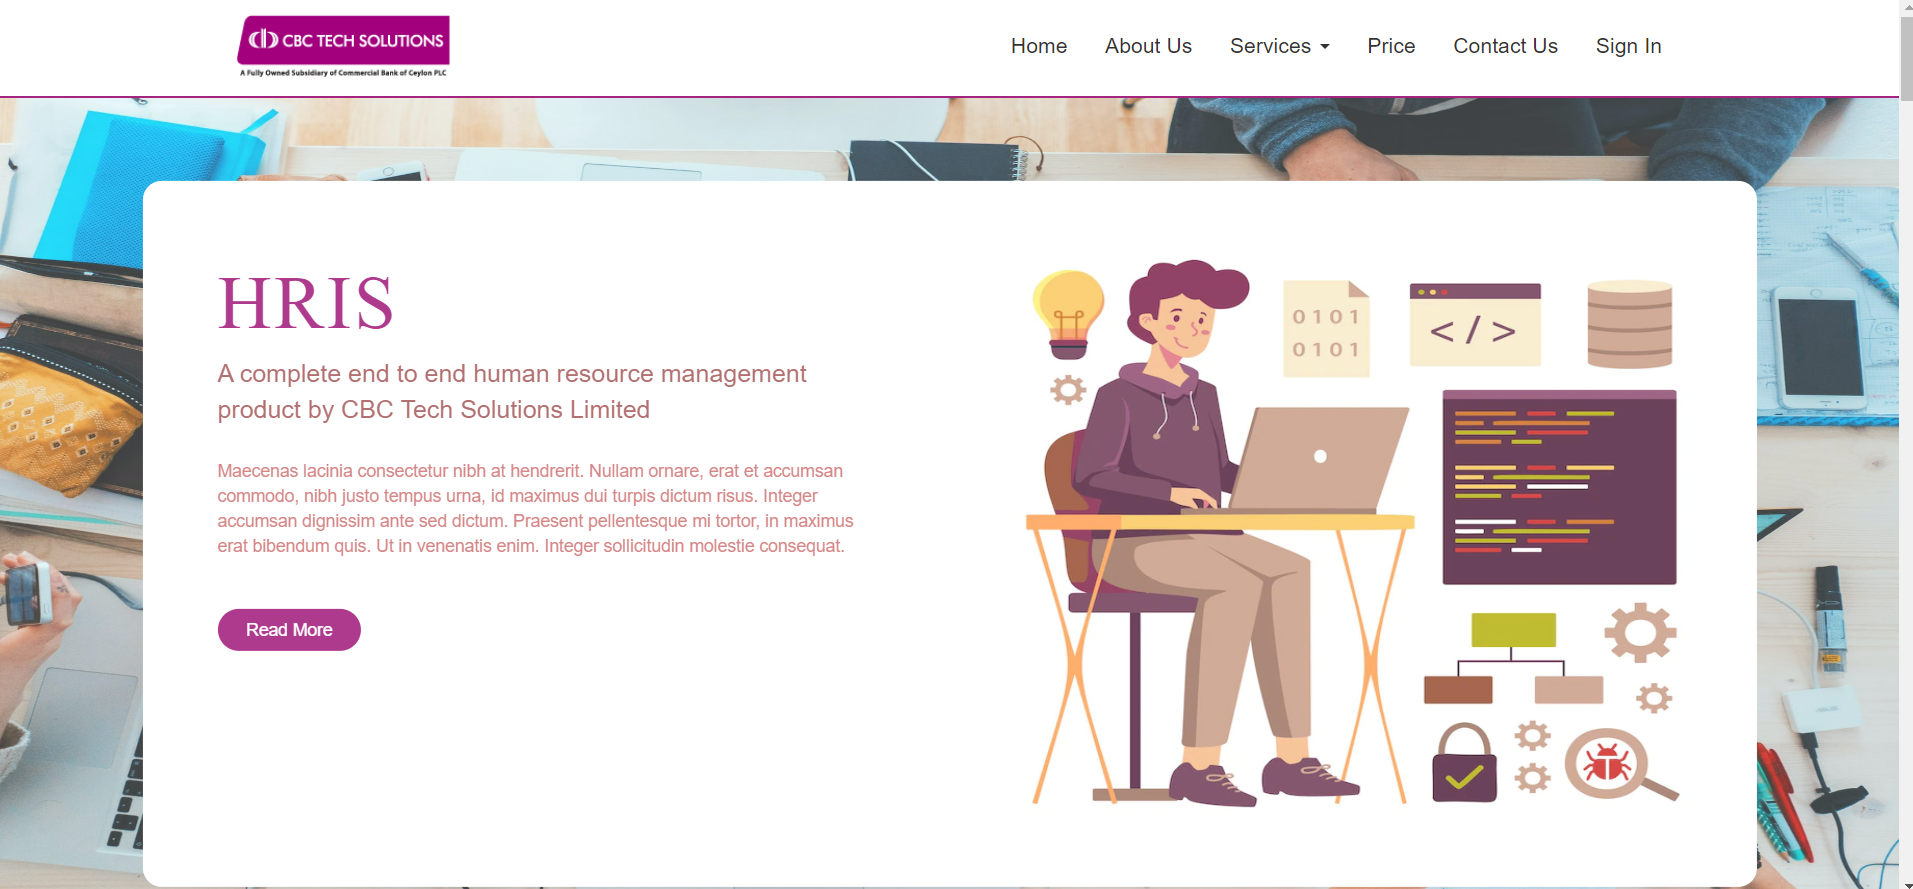 CBC TECH SOLUTIONS
A Fully Owned Subsidiary of Commercial Bank of Ceylon PLC
Home About Us Services Price Contact Us Sign In
HRIS
A complete end to end human resource management
product by CBC Tech Solutions Limited
Maecenas lacinia consectetur nibh at hendrerit. Nullam ornare, erat et accumsan
commodo, nibh justo tempus urna, id maximus dui turpis dictum risus. Integer
accumsan dignissim ante sed dictum. Praesent pellentesque mi tortor, in maximus
erat bibendum quis. Ut in venenatis enim. Integer sollicitudin molestie consequat.
Read More
0101
0101
</>